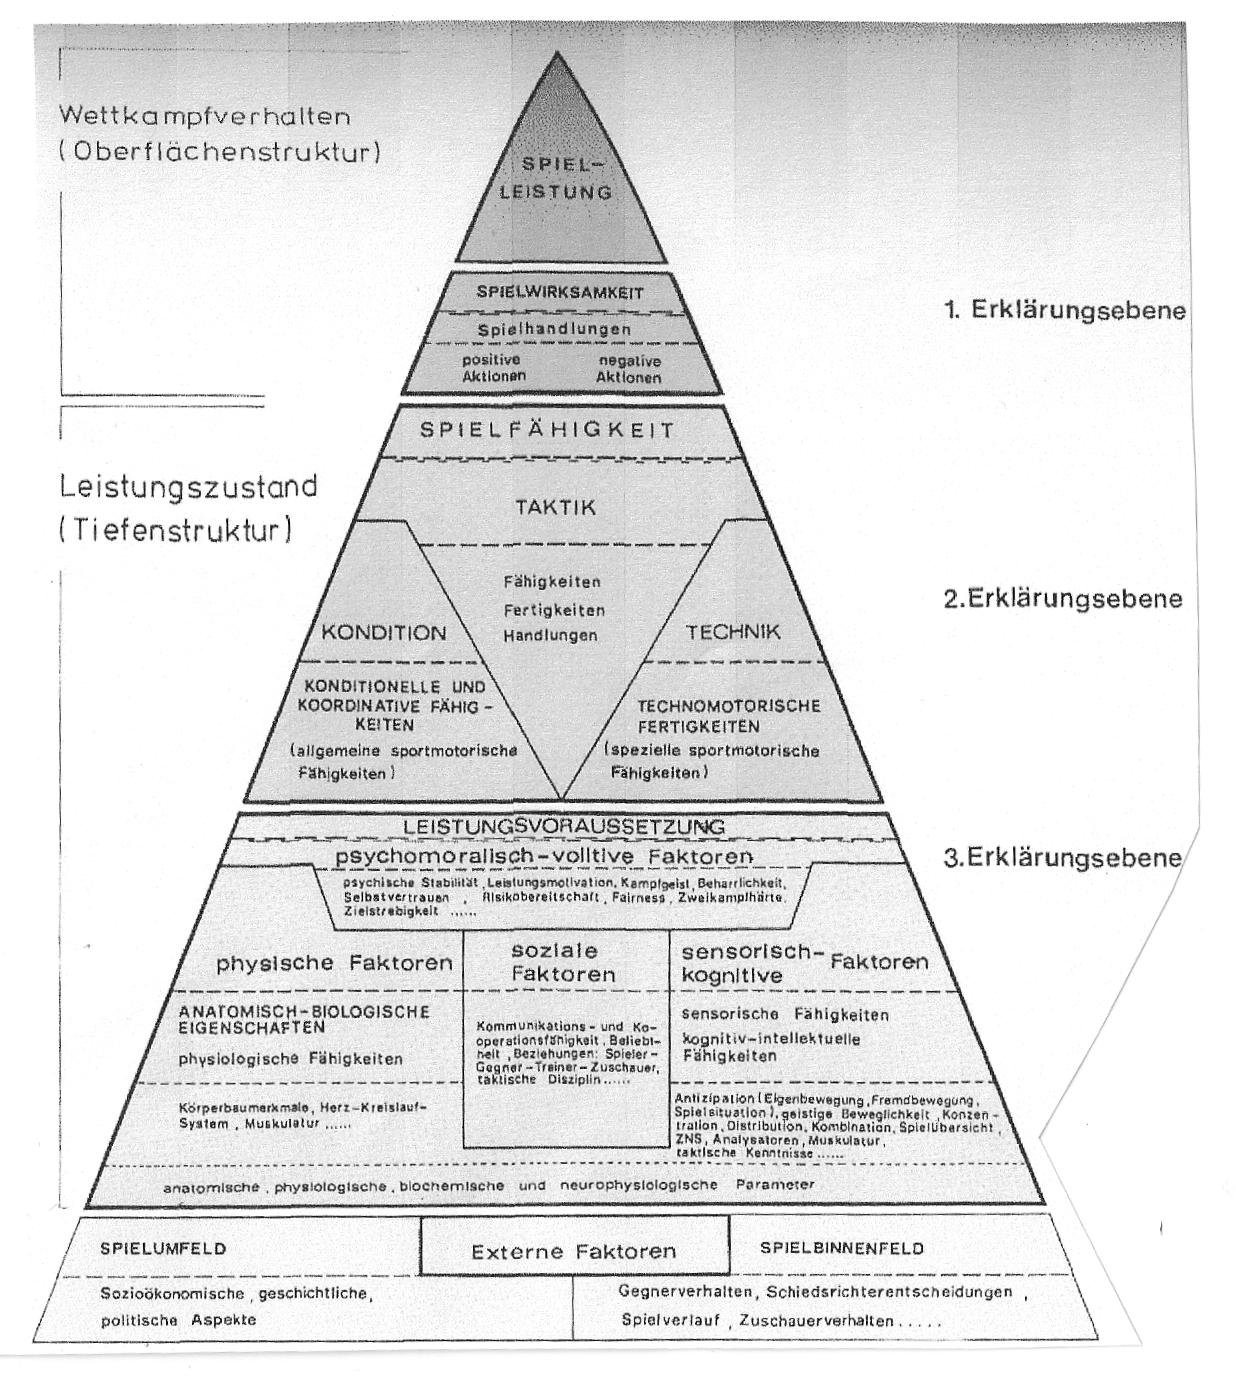 Wettkampfverhalten
(Oberflächenstruktur)
SPIEL-
LEISTUNG
SPIELWIRKSAMKEIT
Spielhandlungen
positive
Aktionen
negative
Aktionen
1. Erklärungsebene
Leistungszustand
(Tiefenstruktur)
SPIELFÄHIGKEIT
TAKTIK
Fähigkeiten
Fertigkeiten
Handlungen
2.Erklärungsebene
KONDITION
KONDITIONELLE UND
KOORDINATIVE FÄHIG-
KEITEN
(allgemeine sportmotorische
Fähigkeiten)
TECHNIK
TECHNOMOTORISCHE
FERTIGKEITEN
(spezielle sportmotorische
Fähigkeiten)
LEISTUNGSVORAUSSETZUNG
psychomoralisch-volltive Faktoren
3.Erklärungsebene
psychische Stabilität, Leistungsmotivation, Kampfgeist, Beharrlichkeit,
Selbstvertrauen , Risikobereitschaft, Fairness, Zweikampfhärte,
Zielstrebigkeit ......
physische Faktoren
ANATOMISCH-BIOLOGISCHE
EIGENSCHAFTEN
physiologische Fähigkeiten
Körperbaumerkmale, Herz-Kreislauf-
System, Muskulatur ......
soziale
Faktoren
Kommunikations- und Ko-
operationsfähigkeit, Beliebt-
heit, Beziehungen: Spieler-
Gegner-Trainer-Zuschauer,
taktische Disziplin ......
sensorisch- Faktoren
kognitive
sensorische Fähigkeiten
kognitiv-intellektuelle
Fähigkeiten
Antizipation (Eigenbewegung, Fremdbewegung,
Spielsituation), geistige Beweglichkeit, Konzen-
tration, Distribution, Kombination, Spielübersicht,
ZNS, Analysatoren, Muskulatur,
taktische Kenntnisse ......
anatomische, physiologische, biochemische und neurophysiologische Parameter
SPIELUMFELD
Externe Faktoren
SPIELBINNENFELD
Sozioökonomische, geschichtliche,
politische Aspekte
Gegnerverhalten, Schiedsrichterentscheidungen ,
Spielverlauf, Zuschauerverhalten .....